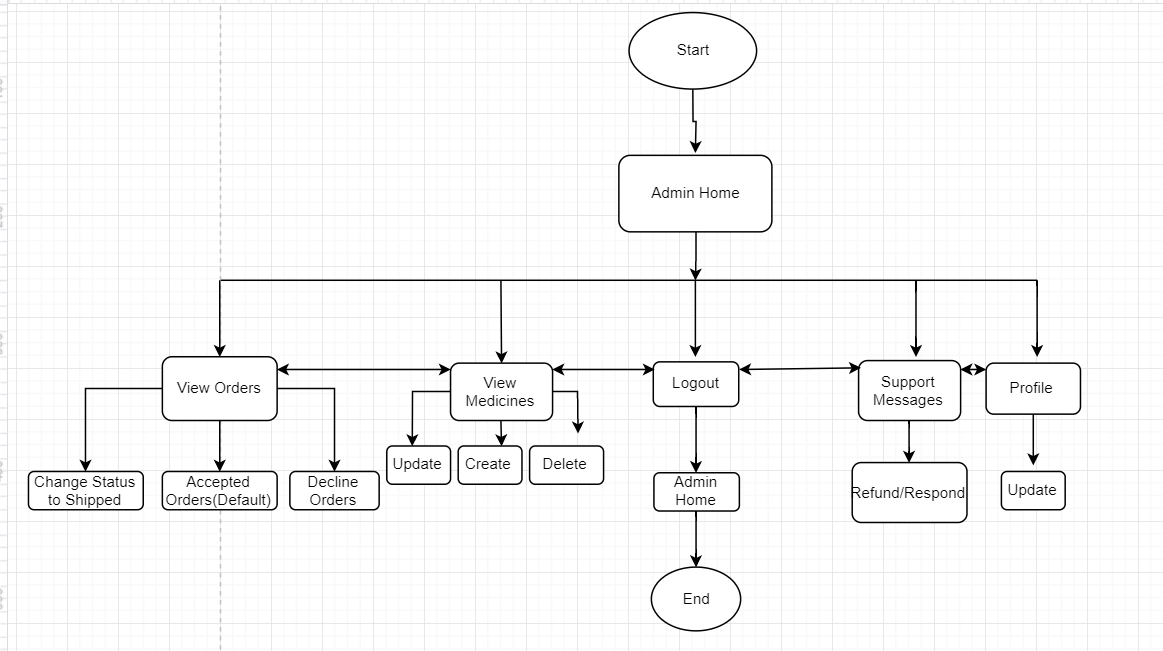 Start
Admin Home
View Orders
View
Medicines
Logout
Support
Messages
Profile
Change Status
to Shipped
Accepted
Orders(Default)
Decline
Orders
Update
Create
Delete
Admin
Home
Refund/Respond
Update
End